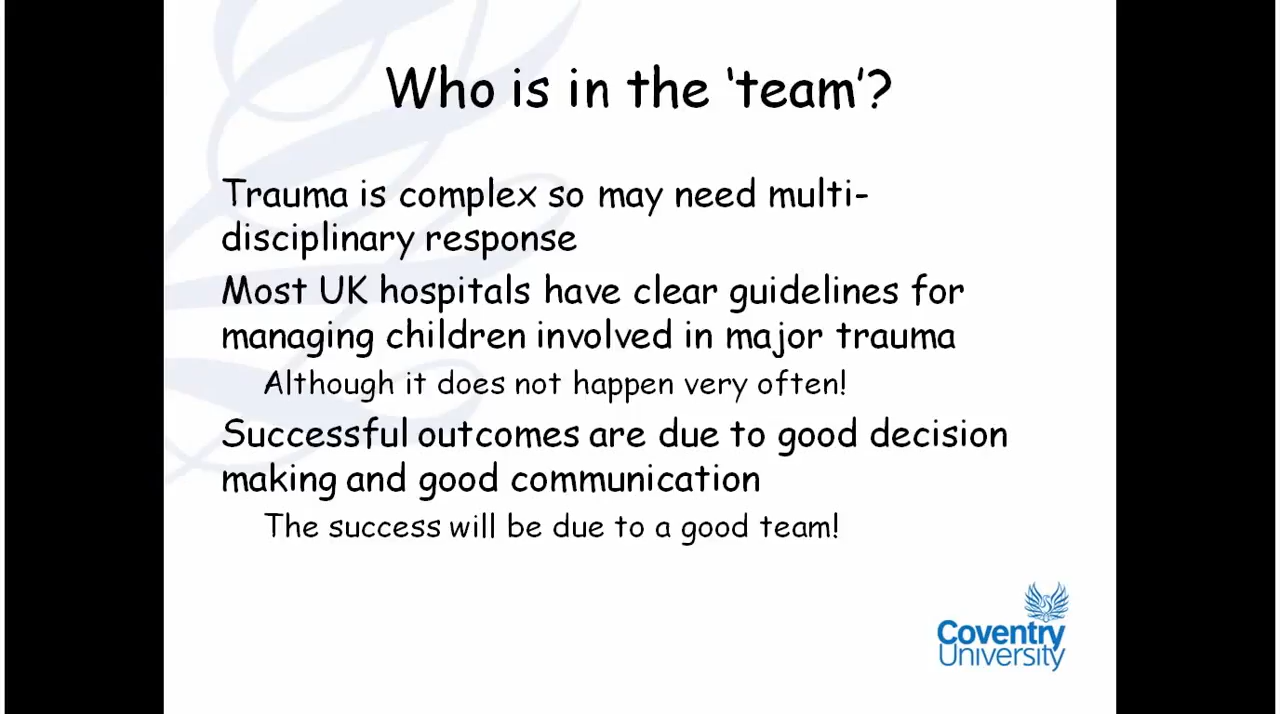 Who is in the 'team'?
Trauma is complex so may need multi-
disciplinary response
Most UK hospitals have clear guidelines for
managing children involved in major trauma
Although it does not happen very often!
Successful outcomes are due to good decision
making and good communication
The success will be due to a good team!
Coventry
University